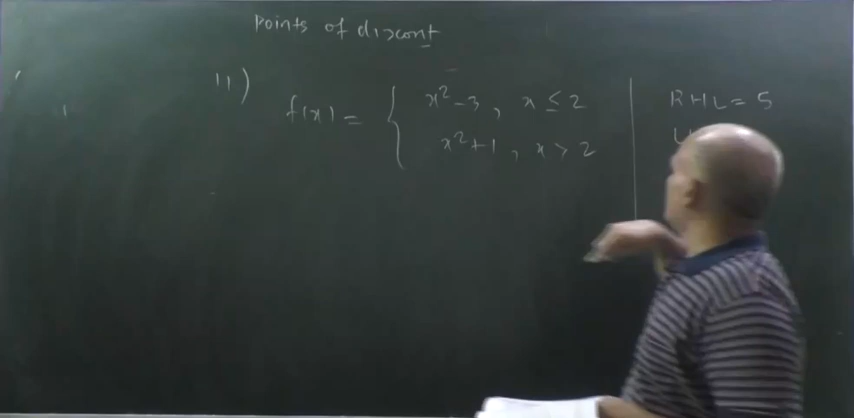 Points of discont
11)
f(x) = { x² - 3, x ≤ 2
x² + 1, x > 2
RHL = 5